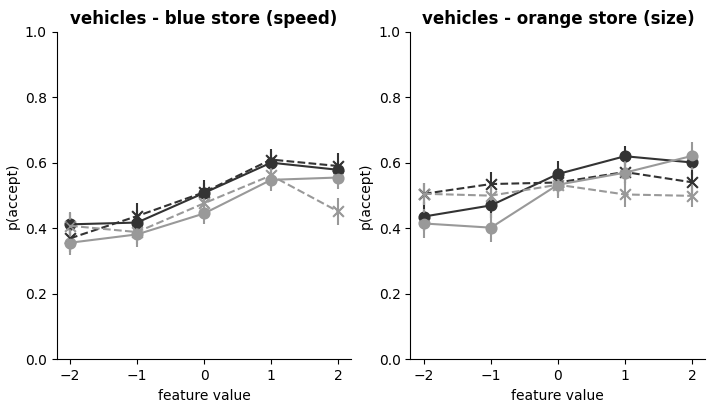 vehicles - blue store (speed)
1.0
0.8
0.6
0.4
0.2
0.0
p(accept)
−2 −1 0 1 2
feature value
vehicles - orange store (size)
1.0
0.8
0.6
0.4
0.2
0.0
p(accept)
−2 −1 0 1 2
feature value